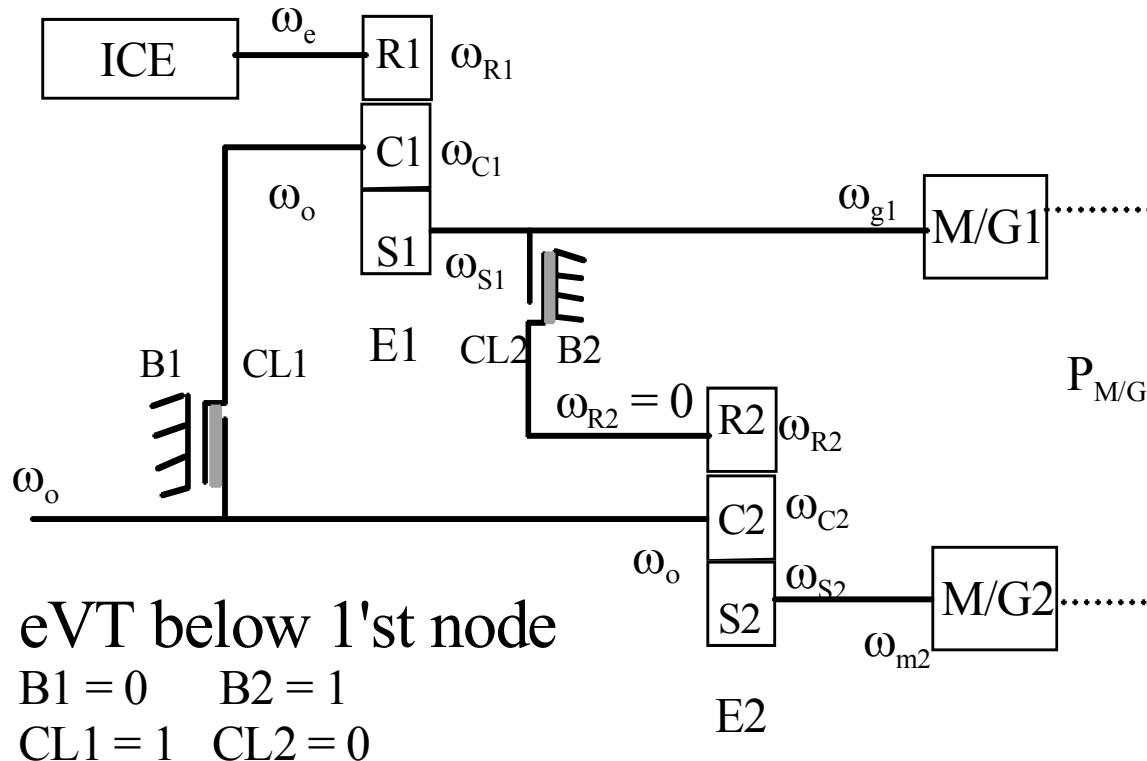 ω_e
ICE
R1
ω_R1
C1
ω_C1
ω_o
ω_g1
M/G1
S1
ω_S1
E1
CL2
B2
B1
CL1
P_M/G
ω_R2 = 0
R2
ω_R2
ω_o
C2
ω_C2
ω_o
ω_S2
M/G2
S2
ω_m2
eVT below 1'st node
B1 = 0 B2 = 1
E2
CL1 = 1 CL2 = 0